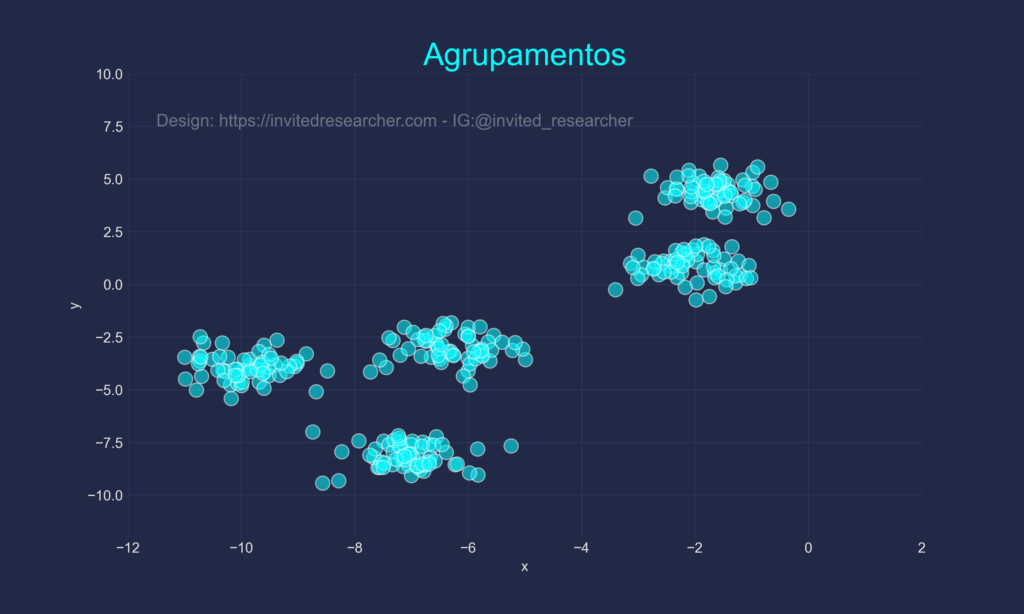 Agrupamentos
10.0
Design: https://invitedresearcher.com - IG:@invited_researcher
7.5
5.0
2.5
0.0
y
−2.5
−5.0
−7.5
−10.0
−12 −10 −8 −6 −4 −2 0 2
x